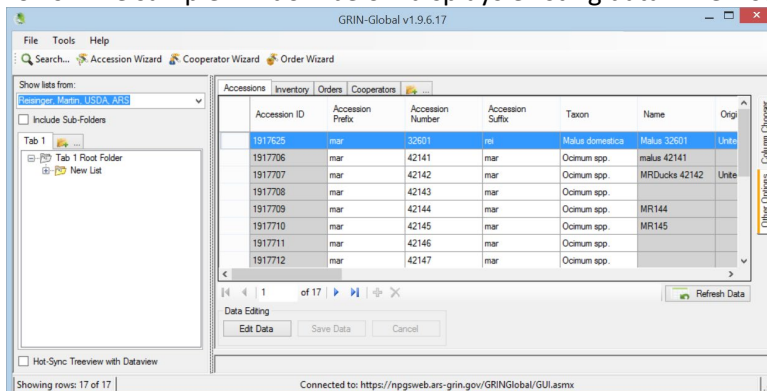 GRIN-Global v1.9.6.17
File Tools Help
Search... Accession Wizard Cooperator Wizard Order Wizard
Show lists from:
Reisinger, Martin, USDA, ARS
Include Sub-Folders
Tab 1 ...
Tab 1 Root Folder
New List
Hot-Sync Treeview with Dataview
Accessions Inventory Orders Cooperators ...
Accession ID Accession Prefix Accession Number Accession Suffix Taxon Name Origi
1917625 mar 32601 rei Malus domestica Malus 32601 Unite
1917706 mar 42141 mar Ocimum spp. malus 42141
1917707 mar 42142 mar Ocimum spp. MRDucks 42142 Unite
1917708 mar 42143 mar Ocimum spp.
1917709 mar 42144 mar Ocimum spp. MR144
1917710 mar 42145 mar Ocimum spp. MR145
1917711 mar 42146 mar Ocimum spp.
1917712 mar 42147 mar Ocimum spp.
1 of 17
Refresh Data
Data Editing
Edit Data Save Data Cancel
Column Chooser
Other Options
Showing rows: 17 of 17
Connected to: https://npgsweb.ars-grin.gov/GRINGlobal/GUI.asmx